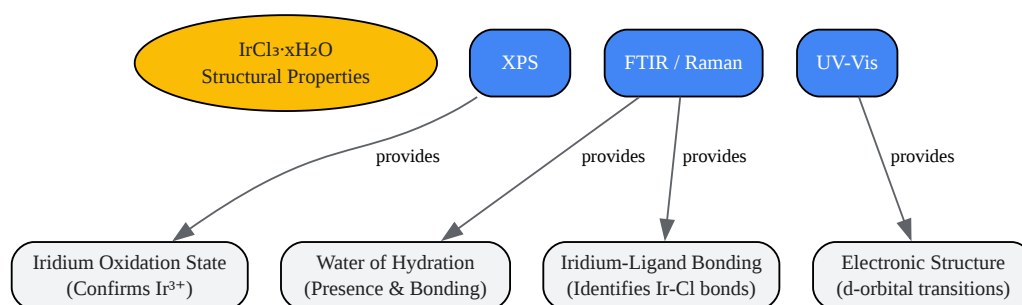 IrCl₃·xH₂O
Structural Properties
XPS
FTIR / Raman
UV-Vis
provides
provides
provides
provides
Iridium Oxidation State
(Confirms Ir³⁺)
Water of Hydration
(Presence & Bonding)
Iridium-Ligand Bonding
(Identifies Ir-Cl bonds)
Electronic Structure
(d-orbital transitions)